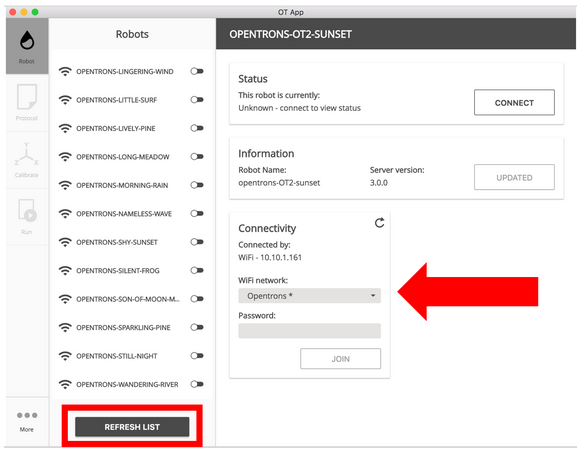 OT App
Robot
Protocol
Y
Z X
Calibrate
Run
More
Robots
OPENTRONS-LINGERING-WIND
OPENTRONS-LITTLE-SURF
OPENTRONS-LIVELY-PINE
OPENTRONS-LONG-MEADOW
OPENTRONS-MORNING-RAIN
OPENTRONS-NAMELESS-WAVE
OPENTRONS-SHY-SUNSET
OPENTRONS-SILENT-FROG
OPENTRONS-SON-OF-MOON-M...
OPENTRONS-SPARKLING-PINE
OPENTRONS-STILL-NIGHT
OPENTRONS-WANDERING-RIVER
REFRESH LIST
OPENTRONS-OT2-SUNSET
Status
This robot is currently:
Unknown - connect to view status
CONNECT
Information
Robot Name: Server version:
opentrons-OT2-sunset 3.0.0
UPDATED
Connectivity
Connected by:
WiFi - 10.10.1.161
WiFi network:
Opentrons *
Password:
JOIN